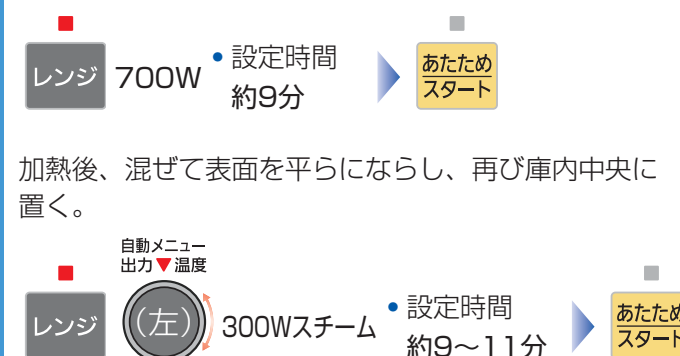 レンジ 700W •設定時間 約9分 あたため スタート
加熱後、混ぜて表面を平らにならし、再び庫内中央に
置く。
自動メニュー
出力▼温度
レンジ (左) 300Wスチーム •設定時間 約9〜11分 あたため スタート